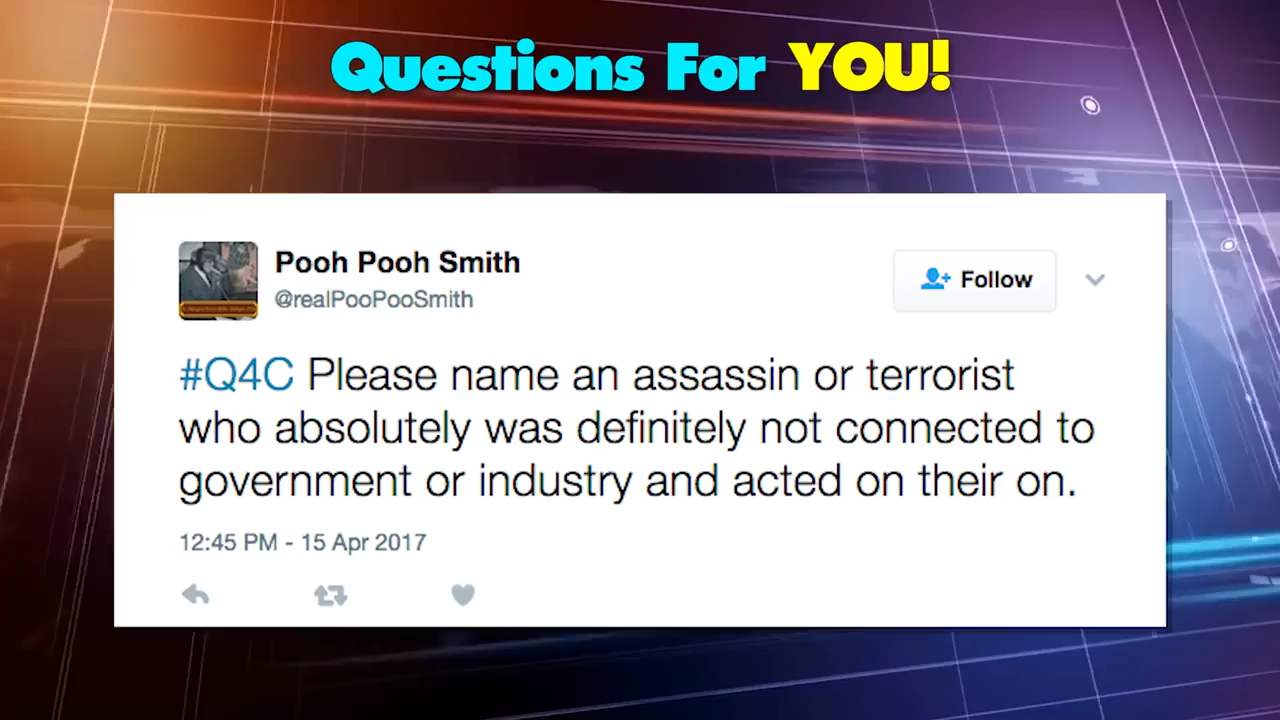 Questions For YOU!
Pooh Pooh Smith
@realPooPooSmith
Follow
#Q4C Please name an assassin or terrorist
who absolutely was definitely not connected to
government or industry and acted on their on.
12:45 PM - 15 Apr 2017